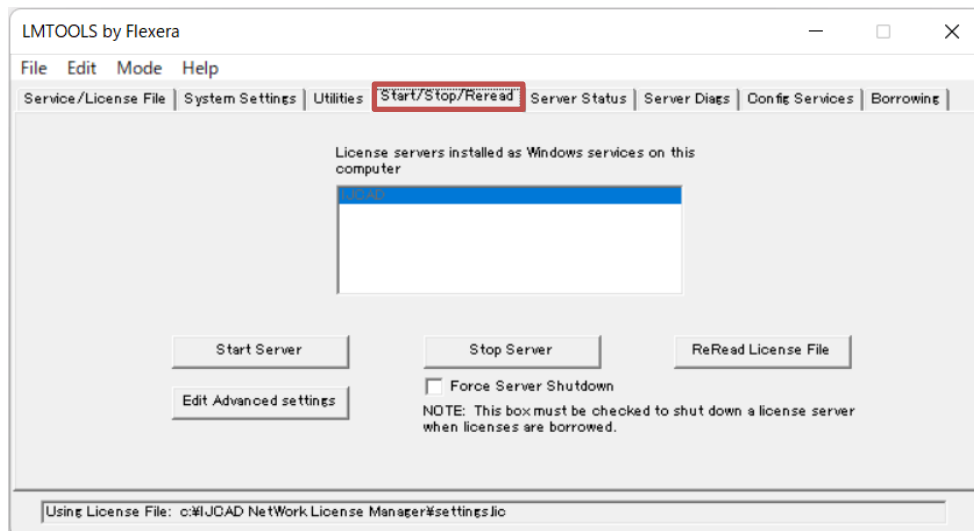 LMTOOLS by Flexera
File Edit Mode Help
Service/License File System Settings Utilities Start/Stop/Reread Server Status Server Diags Config Services Borrowing
License servers installed as Windows services on this
computer
IJCAD
Start Server Stop Server ReRead License File
Edit Advanced settings
Force Server Shutdown
NOTE: This box must be checked to shut down a license server
when licenses are borrowed.
Using License File: c:¥IJCAD NetWork License Manager¥settings.lic